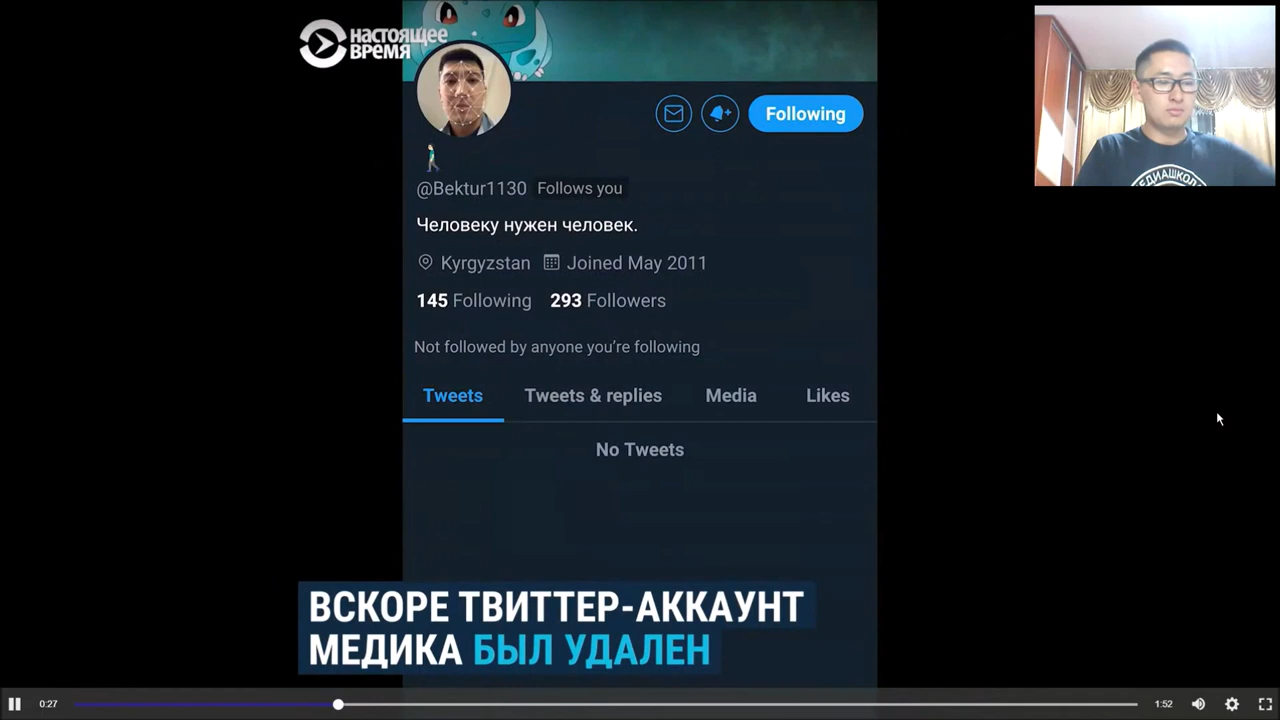 НАСТОЯЩЕЕ
ВРЕМЯ
Following
@Bektur1130 Follows you
Человеку нужен человек.
Kyrgyzstan Joined May 2011
145 Following 293 Followers
Not followed by anyone you’re following
Tweets Tweets & replies Media Likes
No Tweets
МЕДИАШКОЛА
ВСКОРЕ ТВИТТЕР-АККАУНТ
МЕДИКА БЫЛ УДАЛЕН
0:27 1:52